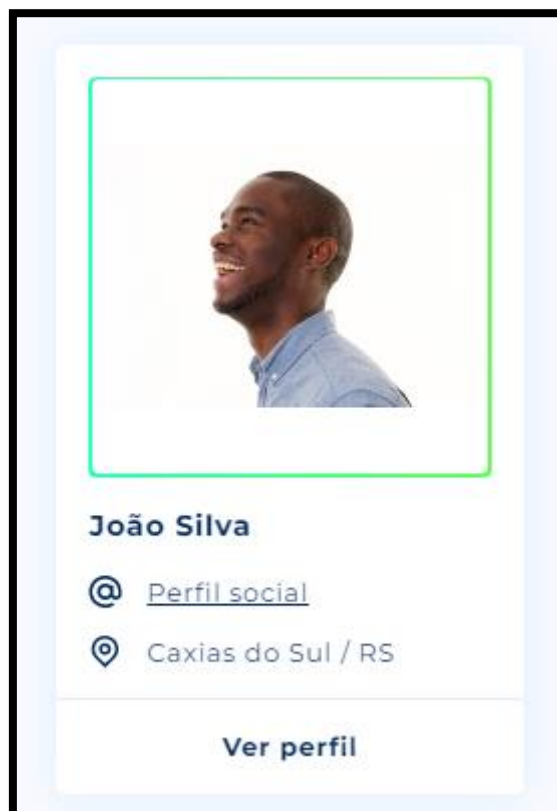 João Silva
Perfil social
Caxias do Sul / RS
Ver perfil